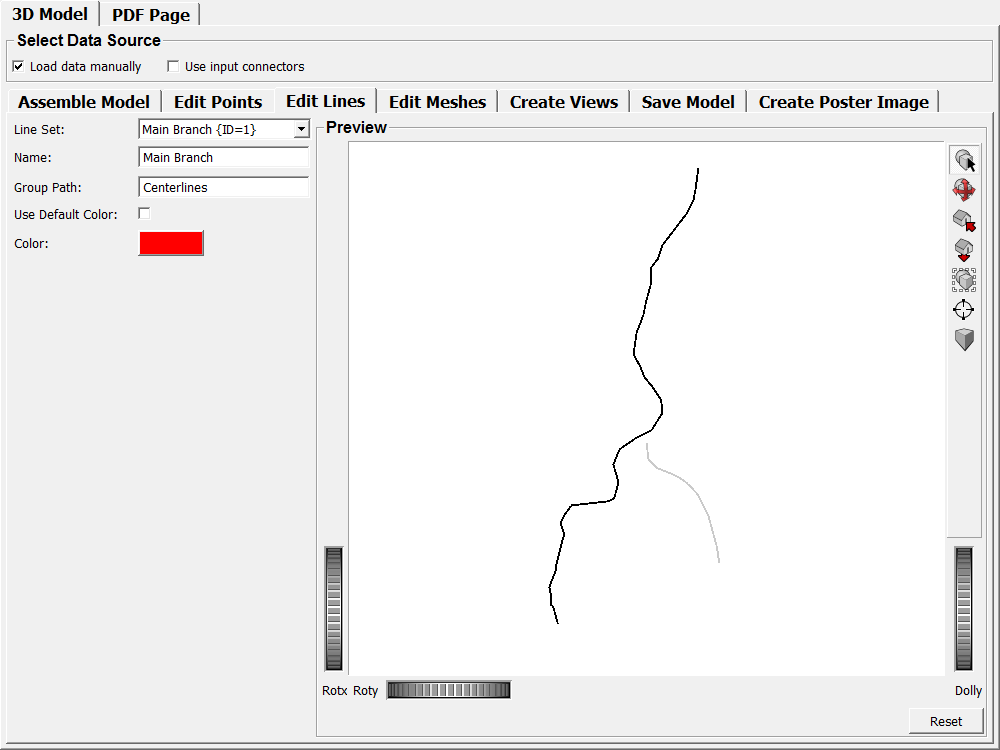 3D Model PDF Page
Select Data Source
Load data manually Use input connectors
Assemble Model Edit Points Edit Lines Edit Meshes Create Views Save Model Create Poster Image
Line Set: Main Branch {ID=1}
Preview
Name: Main Branch
Group Path: Centerlines
Use Default Color:
Color:
Rotx Roty Dolly
Reset